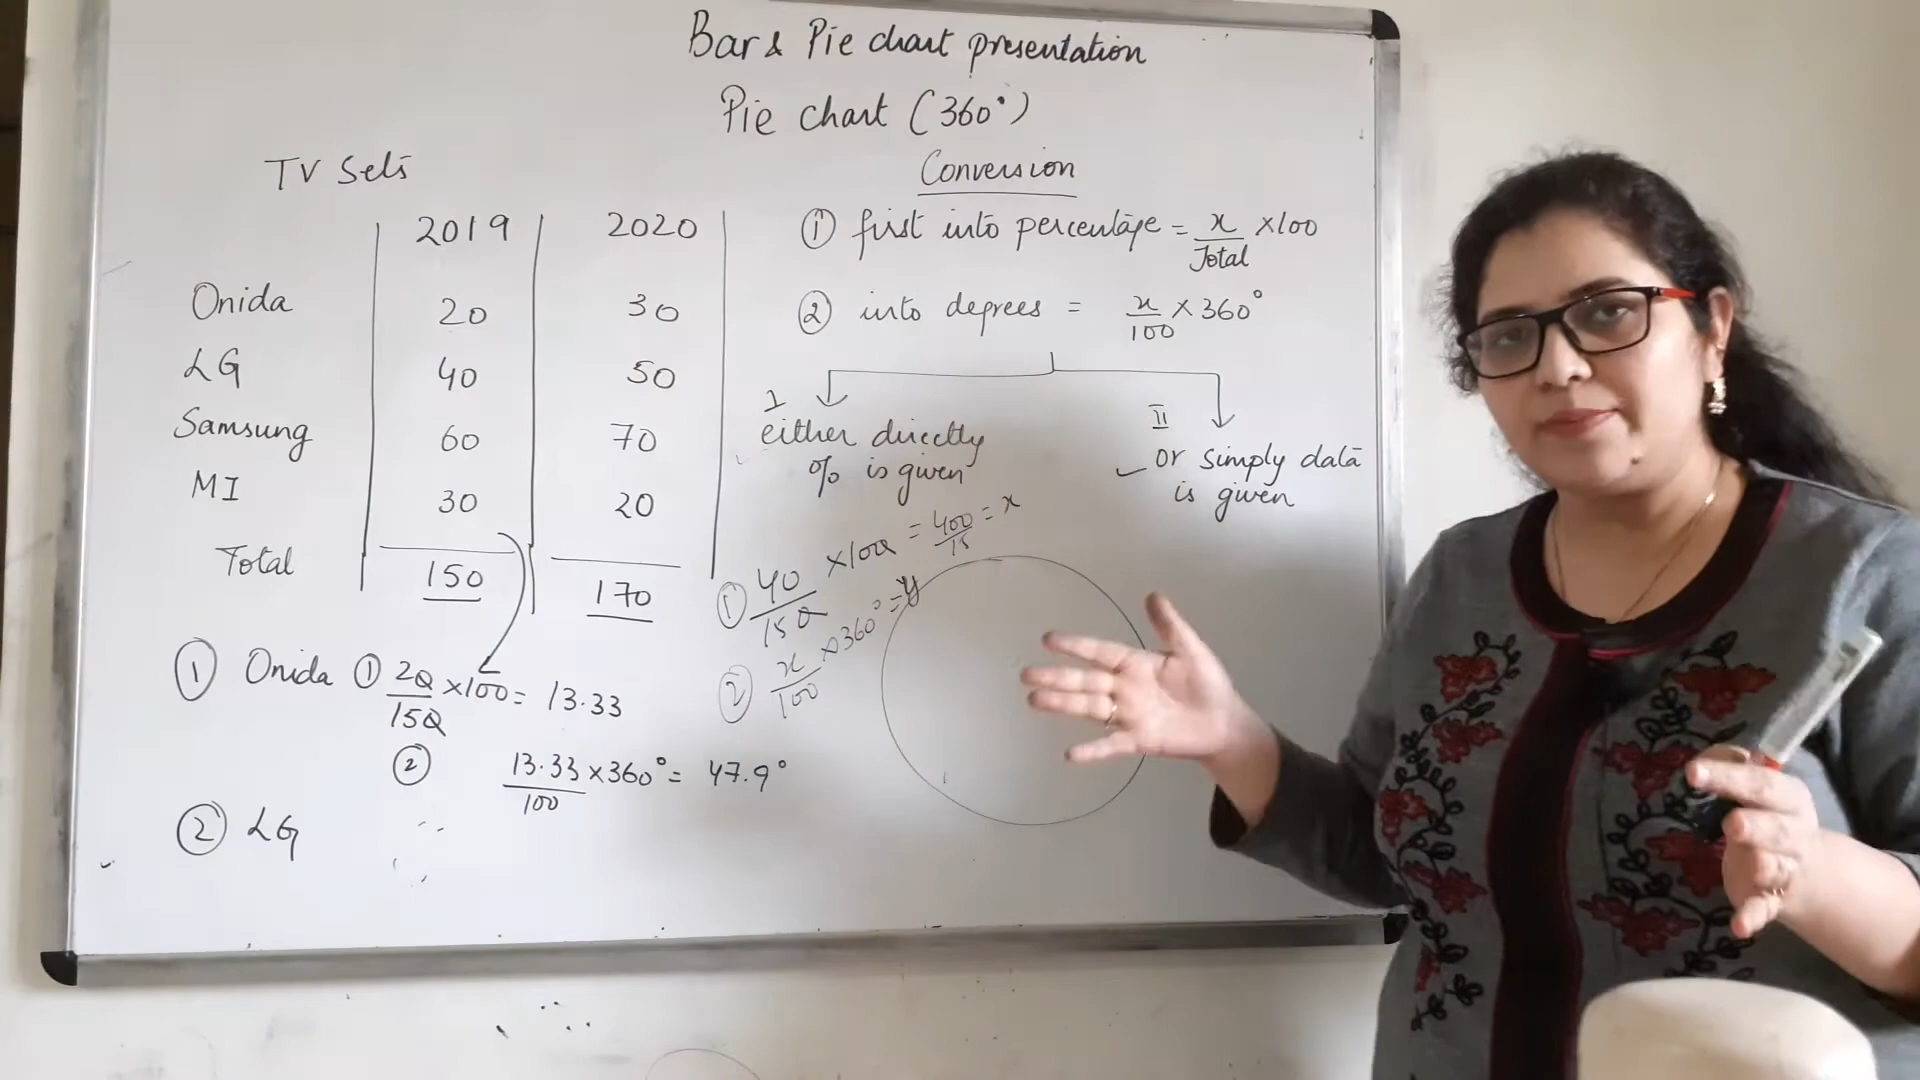 Bar & Pie chart presentation
Pie chart (360°)
TV Sets
2019 2020
Onida 20 30
LG 40 50
Samsung 60 70
MI 30 20
Total 150 170
Conversion
① first into percentage = x/Total ×100
② into degrees = x/100 × 360°
I
either directly
% is given
II
or simply data
is given
① 40/150 ×100 = 400/15 = x
② x/100 ×360° = y
① Onida ① 20/150 ×100 = 13.33
② 13.33/100 ×360° = 47.9°
② LG